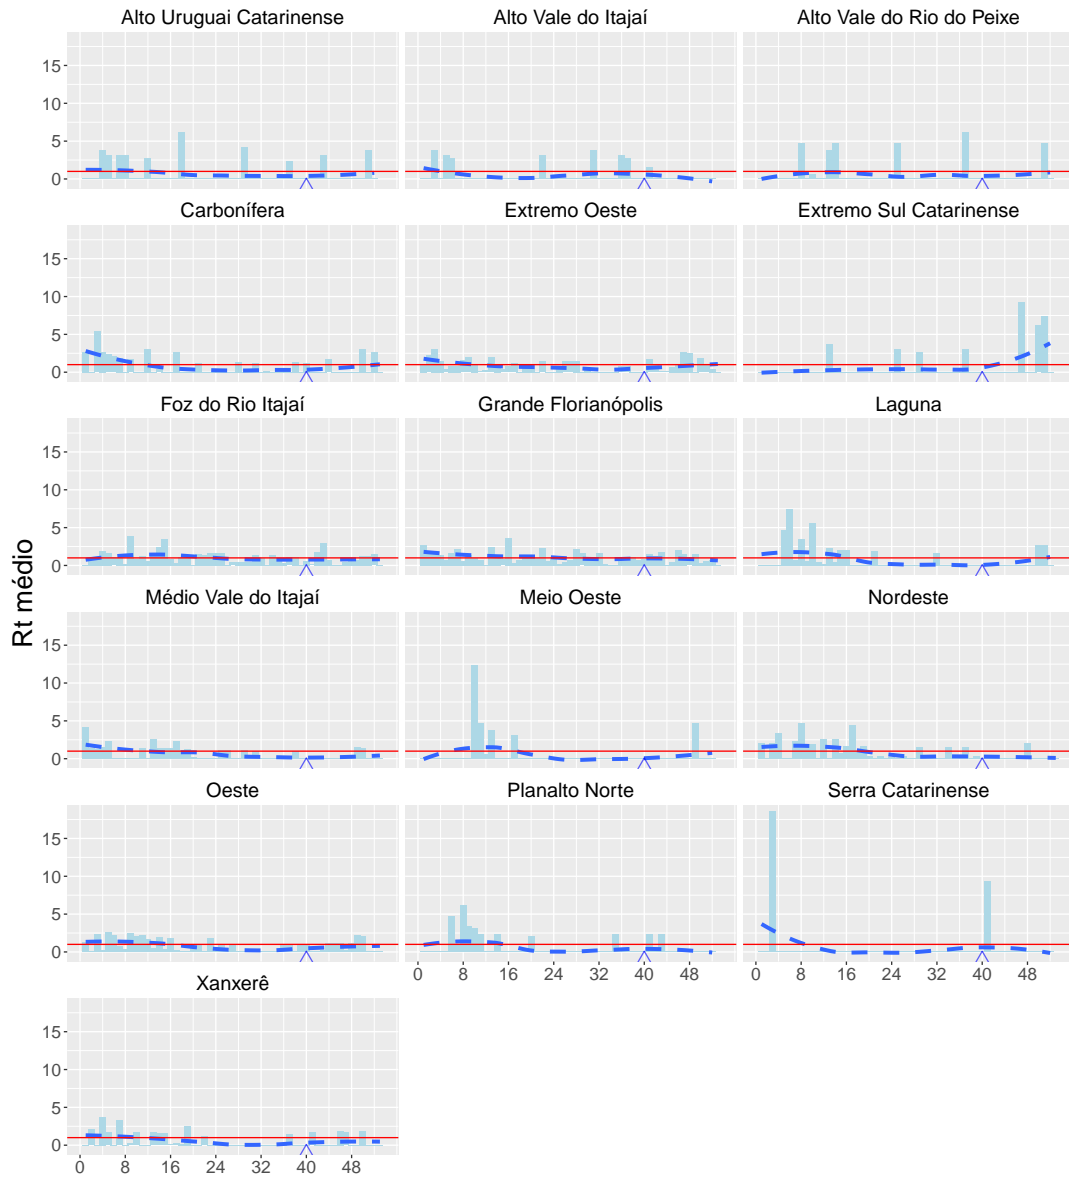 Alto Uruguai Catarinense Alto Vale do Itajaí Alto Vale do Rio do Peixe
15
10
5
0
Carbonífera Extremo Oeste Extremo Sul Catarinense
15
10
5
0
Foz do Rio Itajaí Grande Florianópolis Laguna
15
10
5
0
Rt médio
Médio Vale do Itajaí Meio Oeste Nordeste
15
10
5
0
Oeste Planalto Norte Serra Catarinense
15
10
5
0
0 8 16 24 32 40 48 0 8 16 24 32 40 48
Xanxerê
15
10
5
0
0 8 16 24 32 40 48